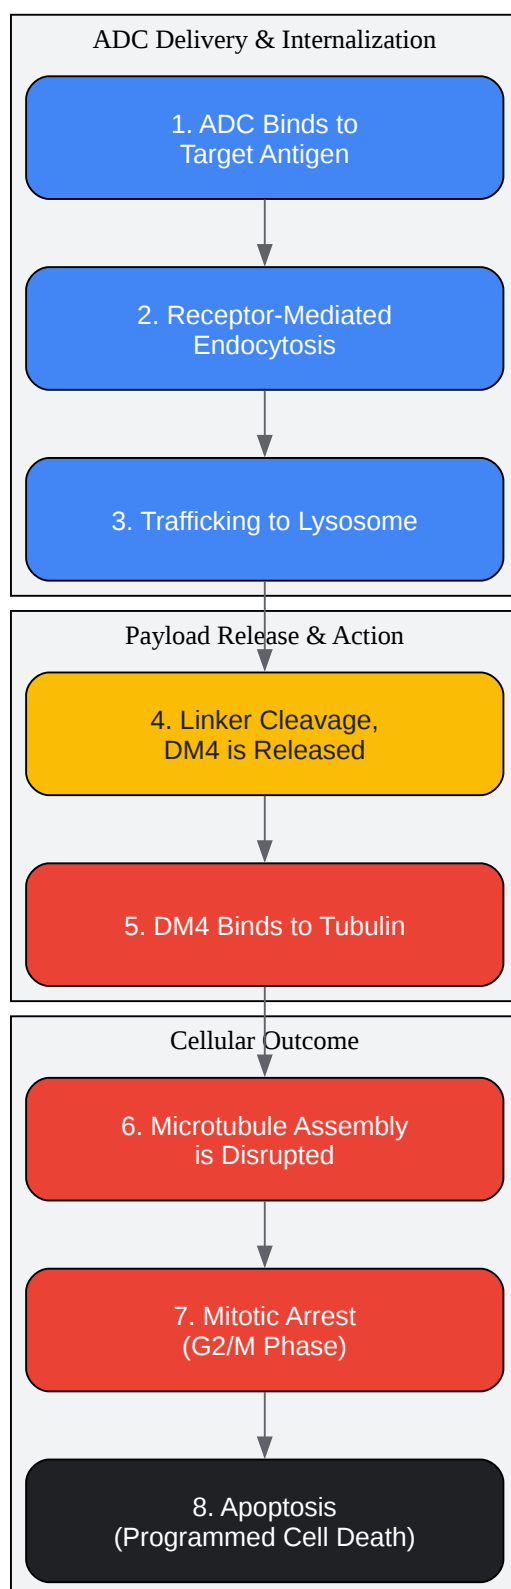 ADC Delivery & Internalization
1. ADC Binds to
Target Antigen
2. Receptor-Mediated
Endocytosis
3. Trafficking to Lysosome
Payload Release & Action
4. Linker Cleavage,
DM4 is Released
5. DM4 Binds to Tubulin
Cellular Outcome
6. Microtubule Assembly
is Disrupted
7. Mitotic Arrest
(G2/M Phase)
8. Apoptosis
(Programmed Cell Death)